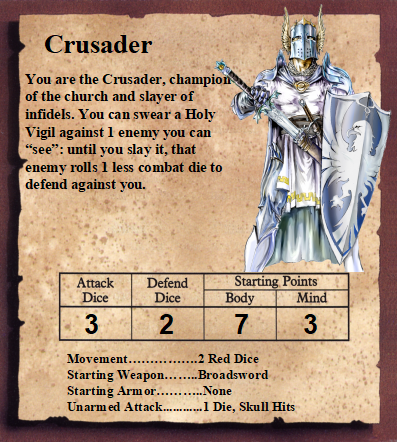 Crusader
You are the Crusader, champion
of the church and slayer of
infidels. You can swear a Holy
Vigil against 1 enemy you can
“see”: until you slay it, that
enemy rolls 1 less combat die to
defend against you.
Attack Dice Defend Dice Starting Points
Body Mind
3 2 7 3
Movement…………….2 Red Dice
Starting Weapon……..Broadsword
Starting Armor………..None
Unarmed Attack............1 Die, Skull Hits